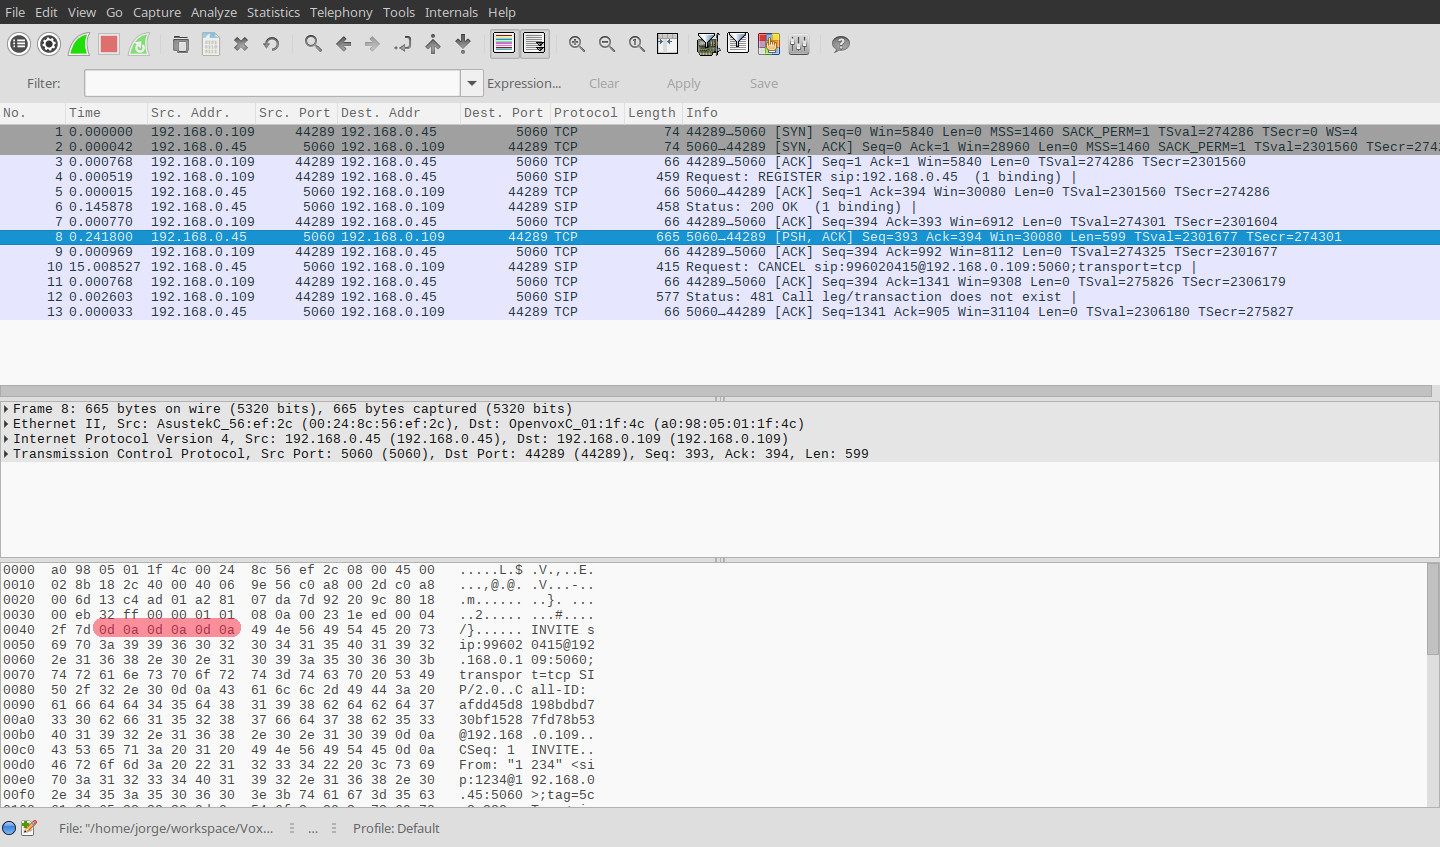 File Edit View Go Capture Analyze Statistics Telephony Tools Internals Help
Filter: Expression... Clear Apply Save
No. Time Src. Addr. Src. Port Dest. Addr Dest. Port Protocol Length Info
1 0.000000 192.168.0.109 44289 192.168.0.45 5060 TCP 74 44289→5060 [SYN] Seq=0 Win=5840 Len=0 MSS=1460 SACK_PERM=1 TSval=274286 TSecr=0 WS=4
2 0.000042 192.168.0.45 5060 192.168.0.109 44289 TCP 74 5060→44289 [SYN, ACK] Seq=0 Ack=1 Win=28960 Len=0 MSS=1460 SACK_PERM=1 TSval=2301560 TSecr=274
3 0.000768 192.168.0.109 44289 192.168.0.45 5060 TCP 66 44289→5060 [ACK] Seq=1 Ack=1 Win=5840 Len=0 TSval=274286 TSecr=2301560
4 0.000519 192.168.0.109 44289 192.168.0.45 5060 SIP 459 Request: REGISTER sip:192.168.0.45 (1 binding) |
5 0.000015 192.168.0.45 5060 192.168.0.109 44289 TCP 66 5060→44289 [ACK] Seq=1 Ack=394 Win=30080 Len=0 TSval=2301560 TSecr=274286
6 0.145878 192.168.0.45 5060 192.168.0.109 44289 SIP 458 Status: 200 OK (1 binding) |
7 0.000770 192.168.0.109 44289 192.168.0.45 5060 TCP 66 44289→5060 [ACK] Seq=394 Ack=393 Win=6912 Len=0 TSval=274301 TSecr=2301604
8 0.241800 192.168.0.45 5060 192.168.0.109 44289 TCP 665 5060→44289 [PSH, ACK] Seq=393 Ack=394 Win=30080 Len=599 TSval=2301677 TSecr=274301
9 0.000969 192.168.0.109 44289 192.168.0.45 5060 TCP 66 44289→5060 [ACK] Seq=394 Ack=992 Win=8112 Len=0 TSval=274325 TSecr=2301677
10 15.008527 192.168.0.45 5060 192.168.0.109 44289 SIP 415 Request: CANCEL sip:996020415@192.168.0.109:5060;transport=tcp |
11 0.000768 192.168.0.109 44289 192.168.0.45 5060 TCP 66 44289→5060 [ACK] Seq=394 Ack=1341 Win=9308 Len=0 TSval=275826 TSecr=2306179
12 0.002603 192.168.0.109 44289 192.168.0.45 5060 SIP 577 Status: 481 Call leg/transaction does not exist |
13 0.000033 192.168.0.45 5060 192.168.0.109 44289 TCP 66 5060→44289 [ACK] Seq=1341 Ack=905 Win=31104 Len=0 TSval=2306180 TSecr=275827
Frame 8: 665 bytes on wire (5320 bits), 665 bytes captured (5320 bits)
Ethernet II, Src: AsustekC_56:ef:2c (00:24:8c:56:ef:2c), Dst: OpenvoxC_01:1f:4c (a0:98:05:01:1f:4c)
Internet Protocol Version 4, Src: 192.168.0.45 (192.168.0.45), Dst: 192.168.0.109 (192.168.0.109)
Transmission Control Protocol, Src Port: 5060 (5060), Dst Port: 44289 (44289), Seq: 393, Ack: 394, Len: 599
0000 a0 98 05 01 1f 4c 00 24 8c 56 ef 2c 08 00 45 00 .....L.$ .V.,..E.
0010 02 8b 18 2c 40 00 40 06 9e 56 c0 a8 00 2d c0 a8 ...,@.@. .V...-..
0020 00 6d 13 c4 ad 01 a2 81 07 da 7d 92 20 9c 80 18 .m...... ..}. ...
0030 00 eb 32 ff 00 00 01 01 08 0a 00 23 1e ed 00 04 ..2..... ...#....
0040 2f 7d 0d 0a 0d 0a 0d 0a 49 4e 56 49 54 45 20 73 /}...... INVITE s
0050 69 70 3a 39 39 36 30 32 30 34 31 35 40 31 39 32 ip:99602 0415@192
0060 2e 31 36 38 2e 30 2e 31 30 39 3a 35 30 36 30 3b .168.0.1 09:5060;
0070 74 72 61 6e 73 70 6f 72 74 3d 74 63 70 20 53 49 transpor t=tcp SI
0080 50 2f 32 2e 30 0d 0a 43 61 6c 6c 2d 49 44 3a 20 P/2.0..C all-ID:
0090 61 66 64 64 34 35 64 38 31 39 38 62 64 62 64 37 afdd45d8 198bdbd7
00a0 33 30 62 66 31 35 32 38 37 66 64 37 38 62 35 33 30bf1528 7fd78b53
00b0 40 31 39 32 2e 31 36 38 2e 30 2e 31 30 39 0d 0a @192.168 .0.109..
00c0 43 53 65 71 3a 20 31 20 49 4e 56 49 54 45 0d 0a CSeq: 1 INVITE..
00d0 46 72 6f 6d 3a 20 22 31 32 33 34 22 20 3c 73 69 From: "1 234" <si
00e0 70 3a 31 32 33 34 40 31 39 32 2e 31 36 38 2e 30 p:1234@1 92.168.0
00f0 2e 34 35 3a 35 30 36 30 3e 3b 74 61 67 3d 35 63 .45:5060 >;tag=5c
File: "/home/jorge/workspace/Vox... ... Profile: Default